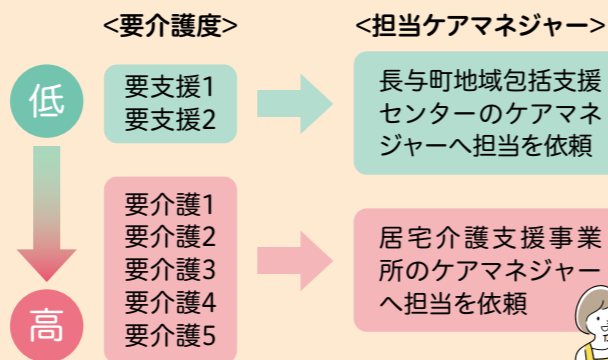 <要介護度>
<担当ケアマネジャー>
低
要支援1
要支援2
長与町地域包括支援
センターのケアマネ
ジャーへ担当を依頼
要介護1
要介護2
要介護3
要介護4
要介護5
居宅介護支援事業
所のケアマネジャー
へ担当を依頼
高